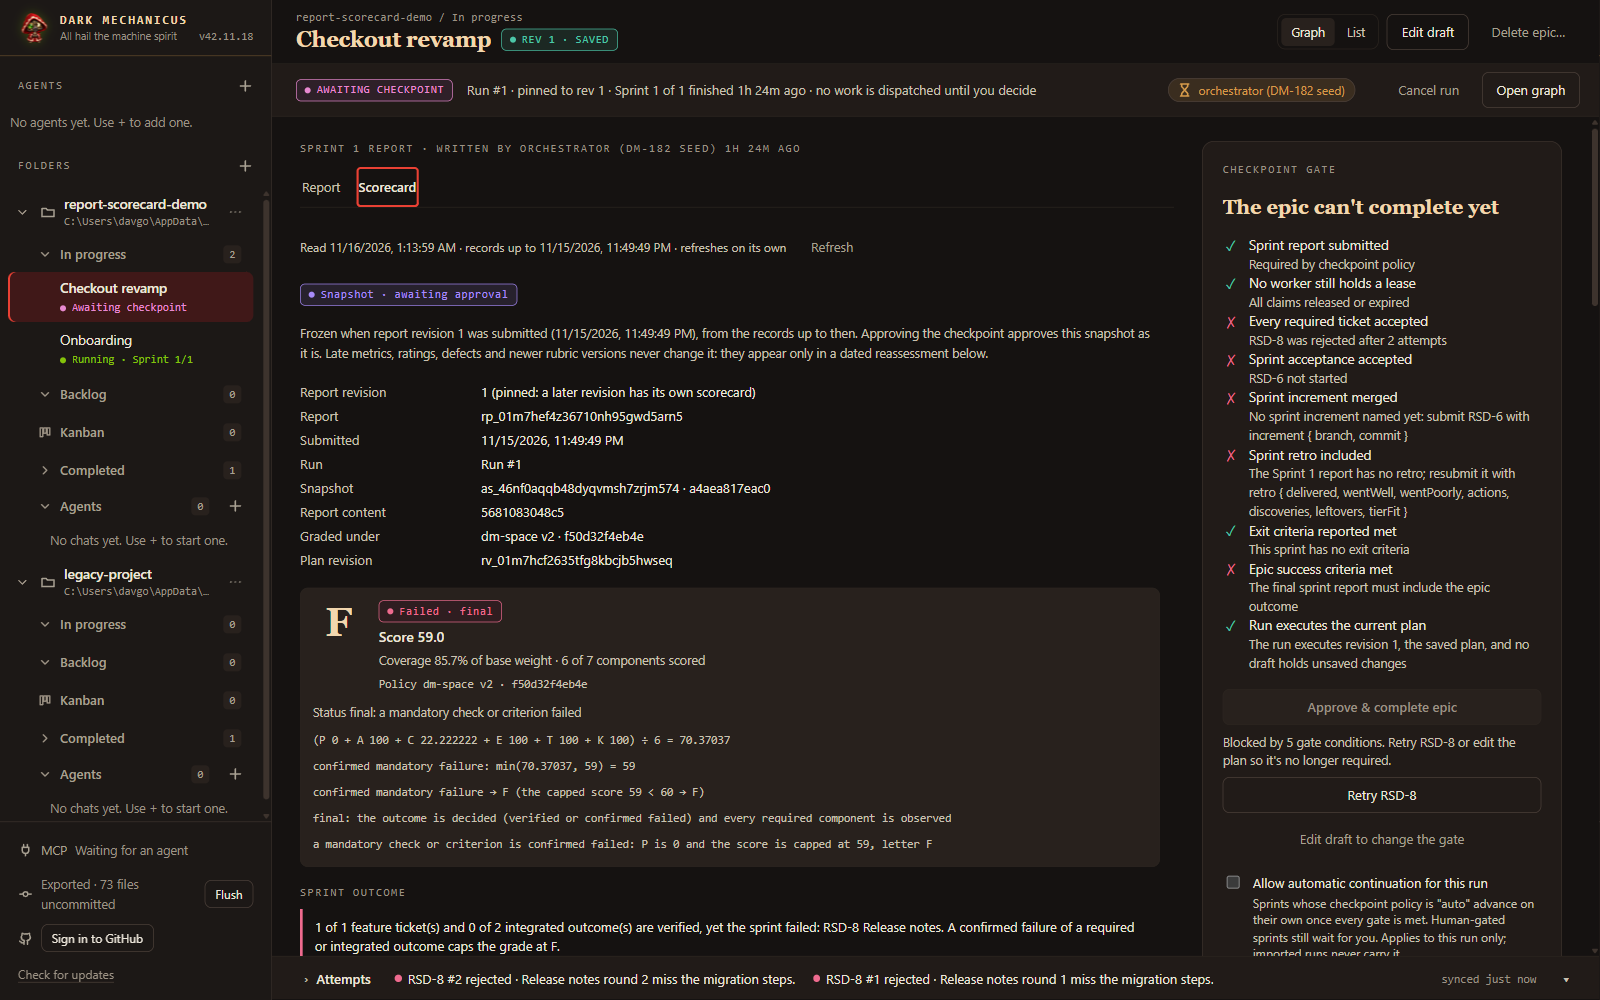 DARK MECHANICUS
All hail the machine spirit v42.11.18
AGENTS
No agents yet. Use + to add one.
FOLDERS
report-scorecard-demo
C:\Users\davgo\AppData\…
In progress 2
Checkout revamp
Awaiting checkpoint
Onboarding
Running · Sprint 1/1
Backlog 0
Kanban 0
Completed 1
Agents 0
No chats yet. Use + to start one.
legacy-project
C:\Users\davgo\AppData\…
In progress 0
Backlog 0
Kanban 0
Completed 1
Agents 0
No chats yet. Use + to start one.
MCP Waiting for an agent
Exported · 73 files uncommitted
Flush
Sign in to GitHub
Check for updates
report-scorecard-demo / In progress
Checkout revamp REV 1 · SAVED
Graph List Edit draft Delete epic…
AWAITING CHECKPOINT Run #1 · pinned to rev 1 · Sprint 1 of 1 finished 1h 24m ago · no work is dispatched until you decide
orchestrator (DM-182 seed) Cancel run Open graph
SPRINT 1 REPORT · WRITTEN BY ORCHESTRATOR (DM-182 SEED) 1H 24M AGO
Report Scorecard
Read 11/16/2026, 1:13:59 AM · records up to 11/15/2026, 11:49:49 PM · refreshes on its own Refresh
Snapshot · awaiting approval
Frozen when report revision 1 was submitted (11/15/2026, 11:49:49 PM), from the records up to then. Approving the checkpoint approves this snapshot as
it is. Late metrics, ratings, defects and newer rubric versions never change it: they appear only in a dated reassessment below.
Report revision 1 (pinned: a later revision has its own scorecard)
Report rp_01m7hef4z36710nh95gwd5arn5
Submitted 11/15/2026, 11:49:49 PM
Run Run #1
Snapshot as_46nf0aqqb48dyqvmsh7zrjm574 · a4aea817eac0
Report content 5681083048c5
Graded under dm-space v2 · f50d32f4eb4e
Plan revision rv_01m7hcf2635tfg8kbcjb5hwseq
F
Failed · final
Score 59.0
Coverage 85.7% of base weight · 6 of 7 components scored
Policy dm-space v2 · f50d32f4eb4e
Status final: a mandatory check or criterion failed
(P 0 + A 100 + C 22.222222 + E 100 + T 100 + K 100) ÷ 6 = 70.37037
confirmed mandatory failure: min(70.37037, 59) = 59
confirmed mandatory failure → F (the capped score 59 < 60 → F)
final: the outcome is decided (verified or confirmed failed) and every required component is observed
a mandatory check or criterion is confirmed failed: P is 0 and the score is capped at 59, letter F
SPRINT OUTCOME
1 of 1 feature ticket(s) and 0 of 2 integrated outcome(s) are verified, yet the sprint failed: RSD-8 Release notes. A confirmed failure of a required
or integrated outcome caps the grade at F.
CHECKPOINT GATE
The epic can't complete yet
Sprint report submitted
Required by checkpoint policy
No worker still holds a lease
All claims released or expired
Every required ticket accepted
RSD-8 was rejected after 2 attempts
Sprint acceptance accepted
RSD-6 not started
Sprint increment merged
No sprint increment named yet: submit RSD-6 with
increment { branch, commit }
Sprint retro included
The Sprint 1 report has no retro; resubmit it with
retro { delivered, wentWell, wentPoorly, actions,
discoveries, leftovers, tierFit }
Exit criteria reported met
This sprint has no exit criteria
Epic success criteria met
The final sprint report must include the epic
outcome
Run executes the current plan
The run executes revision 1, the saved plan, and no
draft holds unsaved changes
Approve & complete epic
Blocked by 5 gate conditions. Retry RSD-8 or edit the
plan so it's no longer required.
Retry RSD-8
Edit draft to change the gate
Allow automatic continuation for this run
Sprints whose checkpoint policy is "auto" advance on
their own once every gate is met. Human-gated
sprints still wait for you. Applies to this run only;
imported runs never carry it.
Attempts RSD-8 #2 rejected · Release notes round 2 miss the migration steps. RSD-8 #1 rejected · Release notes round 1 miss the migration steps. synced just now